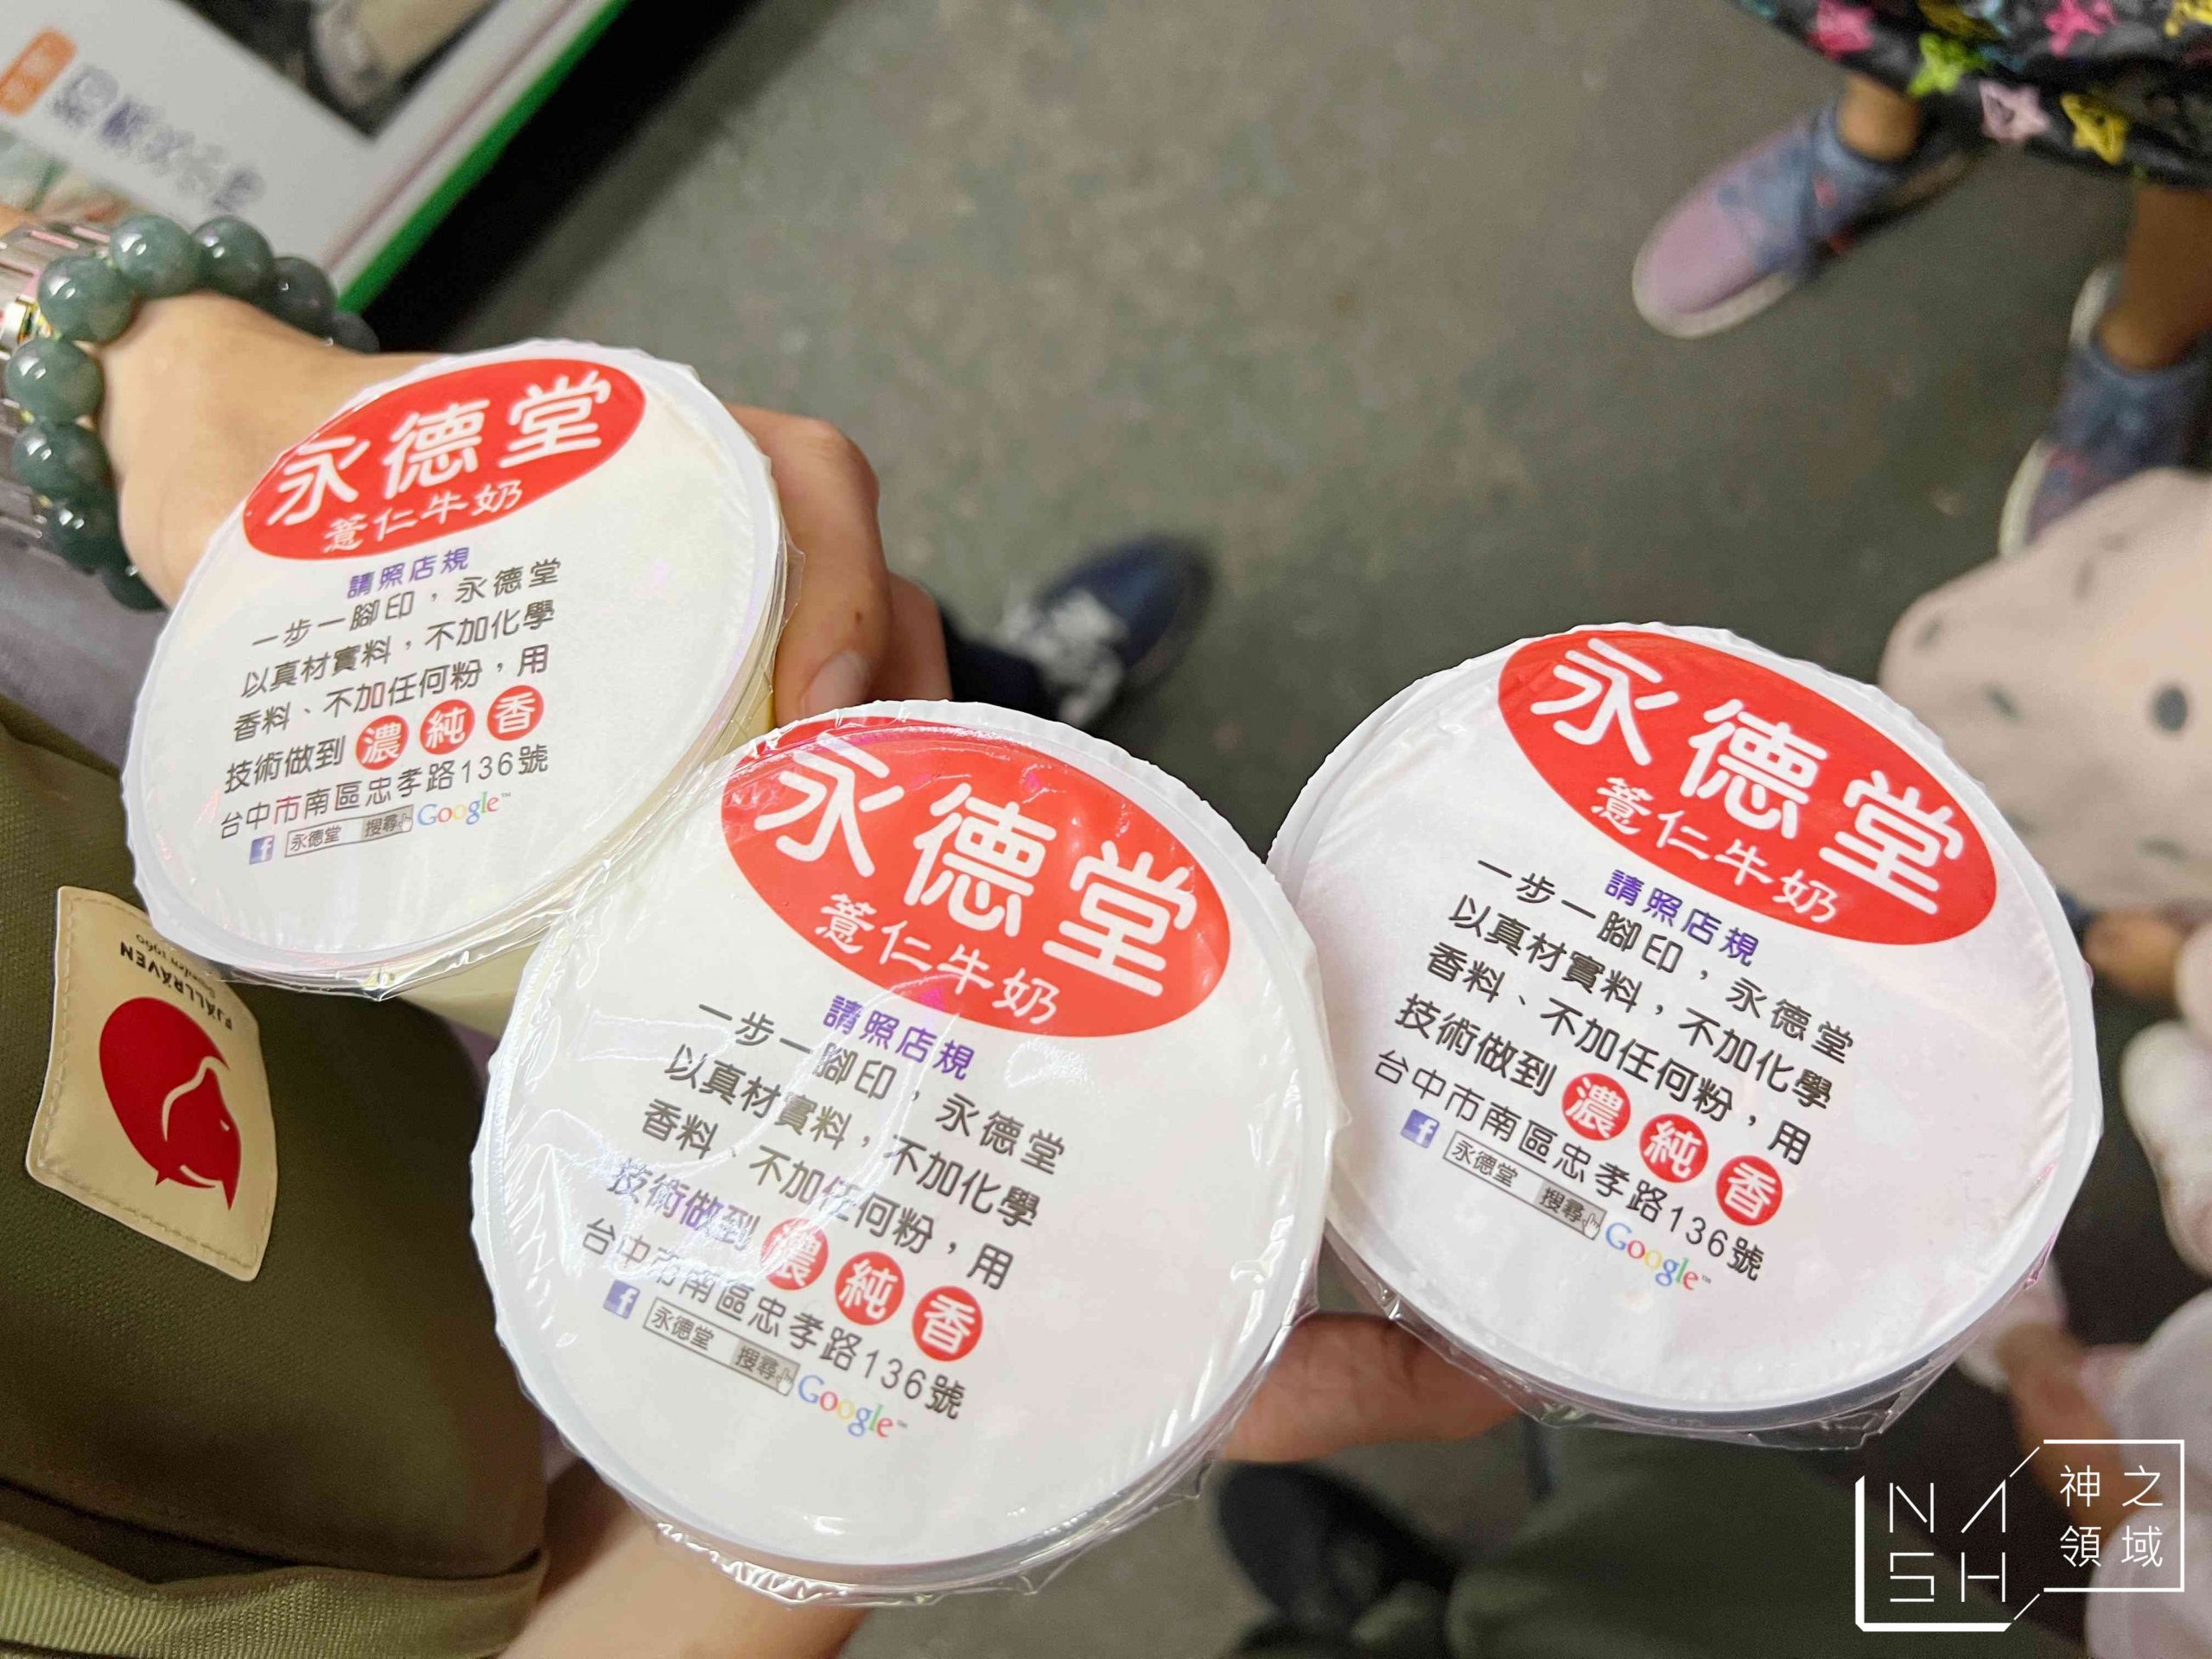 永德堂
薏仁牛奶
請照店規
一步一腳印，永德堂
以真材實料，不加化學
香料、不加任何粉，用
技術做到 濃 純 香
台中市南區忠孝路136號
f 永德堂 搜尋 Google™
永德堂
薏仁牛奶
請照店規
一步一腳印，永德堂
以真材實料，不加化學
香料、不加任何粉，用
技術做到 濃 純 香
台中市南區忠孝路136號
f 永德堂 搜尋 Google™
永德堂
薏仁牛奶
請照店規
一步一腳印，永德堂
以真材實料，不加化學
香料、不加任何粉，用
技術做到 濃 純 香
台中市南區忠孝路136號
f 永德堂 搜尋 Google™
FJÄLLRÄVEN
Sweden 1960
NASH
神之
領域